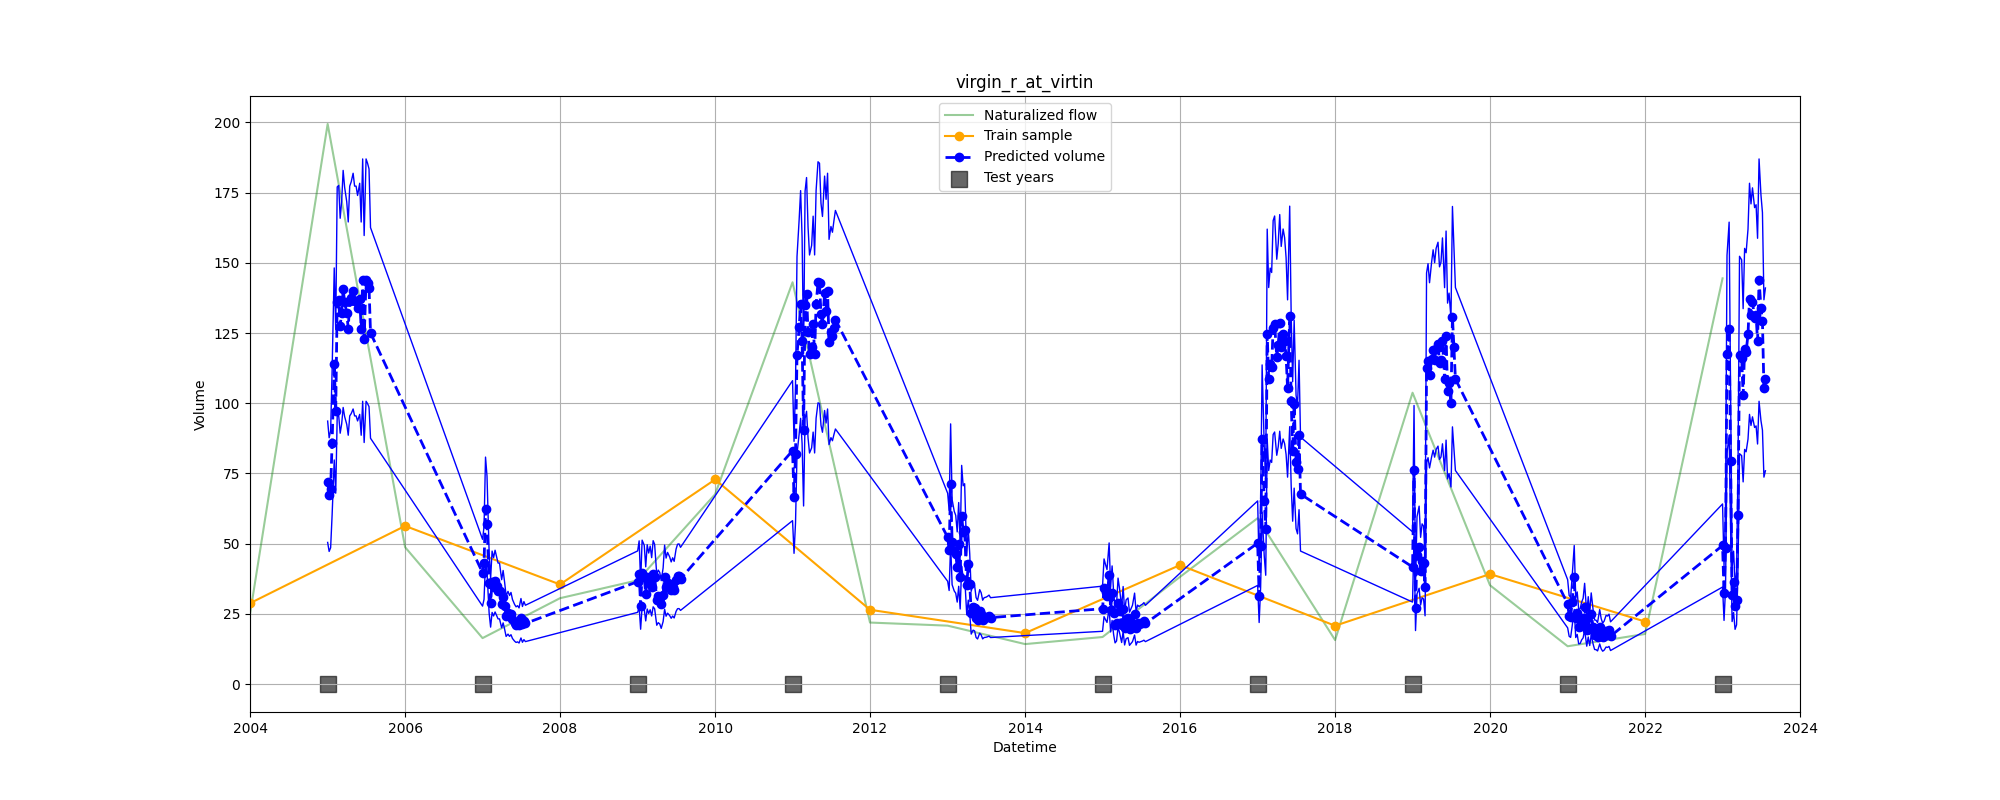 virgin_r_at_virtin
Naturalized flow
Train sample
Predicted volume
Test years
Volume
200
175
150
125
100
75
50
25
0
2004 2006 2008 2010 2012 2014 2016 2018 2020 2022 2024
Datetime